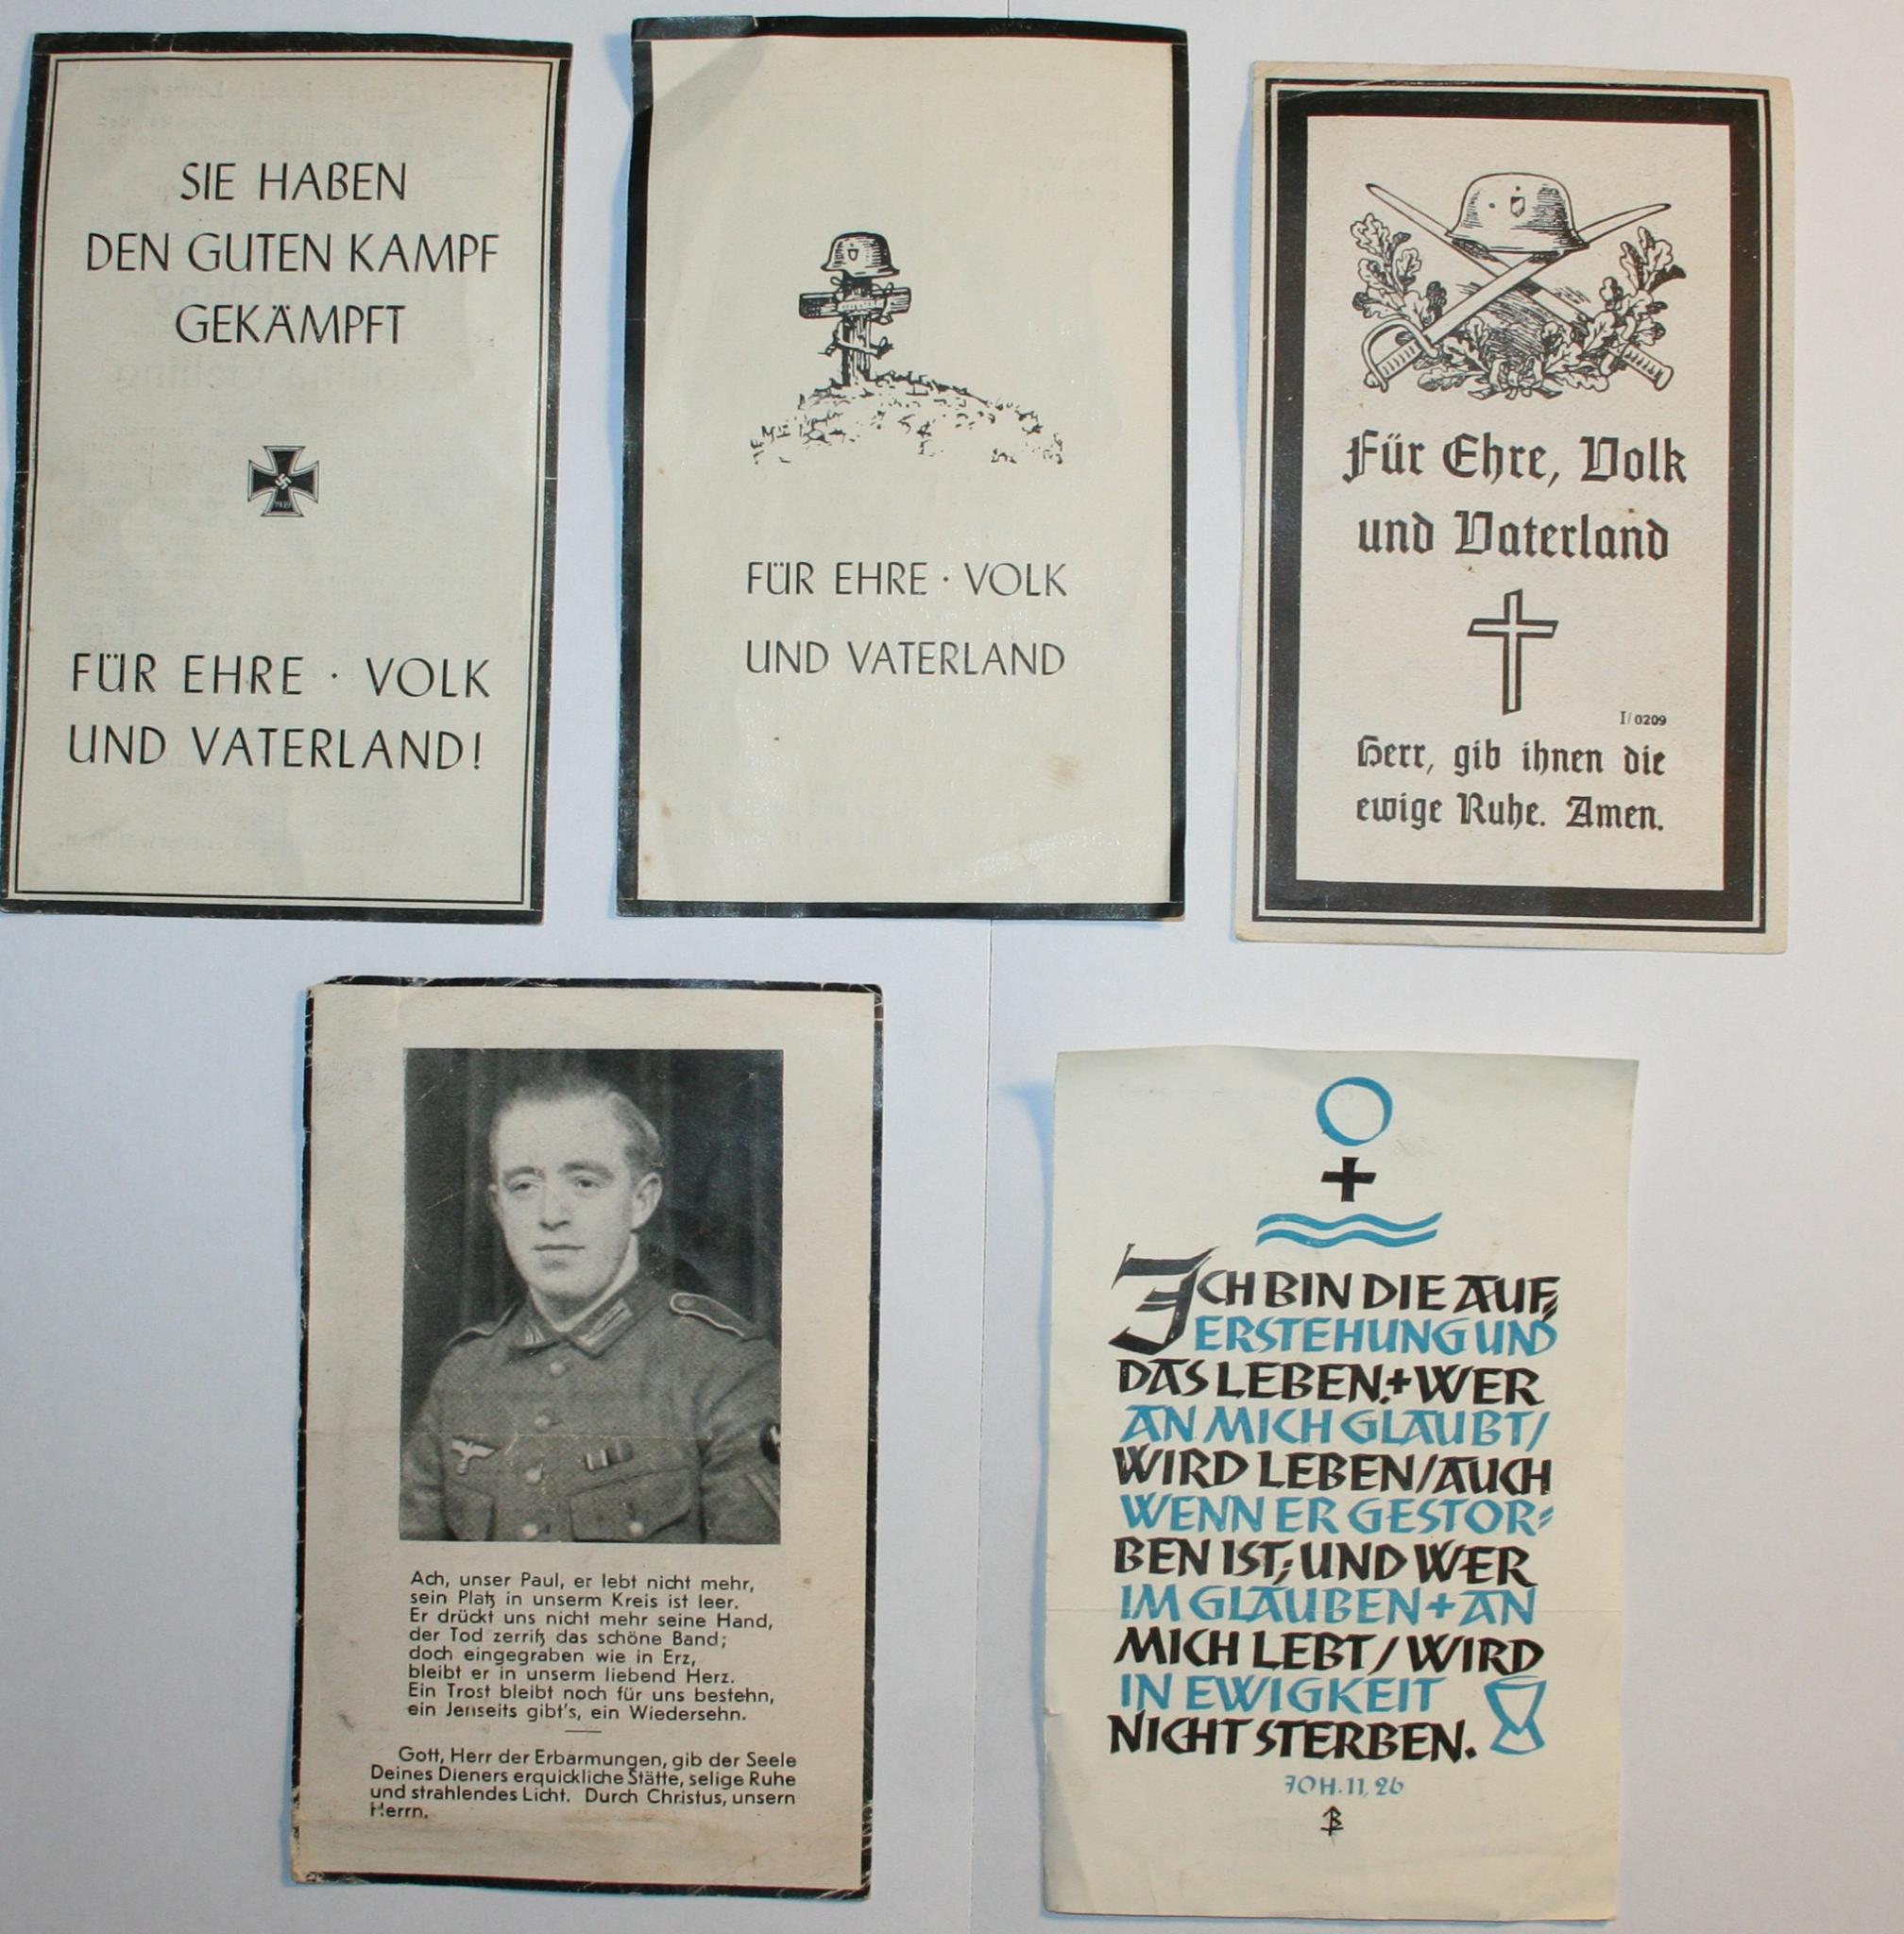 SIE HABEN
DEN GUTEN KAMPF
GEKÄMPFT
FÜR EHRE · VOLK
UND VATERLAND!
FÜR EHRE · VOLK
UND VATERLAND
Für Ehre, Volk
und Vaterland
I/0209
Herr, gib ihnen die
ewige Ruhe. Amen.
Ach, unser Paul, er lebt nicht mehr,
sein Platz in unserm Kreis ist leer.
Er drückt uns nicht mehr seine Hand,
der Tod zerriß das schöne Band;
doch eingegraben wie in Erz,
bleibt er in unserm liebend Herz.
Ein Trost bleibt noch für uns bestehn,
ein Jenseits gibt's, ein Wiedersehn.
Gott, Herr der Erbarmungen, gib der Seele
Deines Dieners erquickliche Stätte, selige Ruhe
und strahlendes Licht. Durch Christus, unsern
Herrn.
ICH BIN DIE AUF=
ERSTEHUNG UND
DAS LEBEN.+WER
AN MICH GLAUBT/
WIRD LEBEN/AUCH
WENN ER GESTOR=
BEN IST; UND WER
IM GLAUBEN+AN
MICH LEBT/WIRD
IN EWIGKEIT
NICHT STERBEN.
JOH. 11, 26